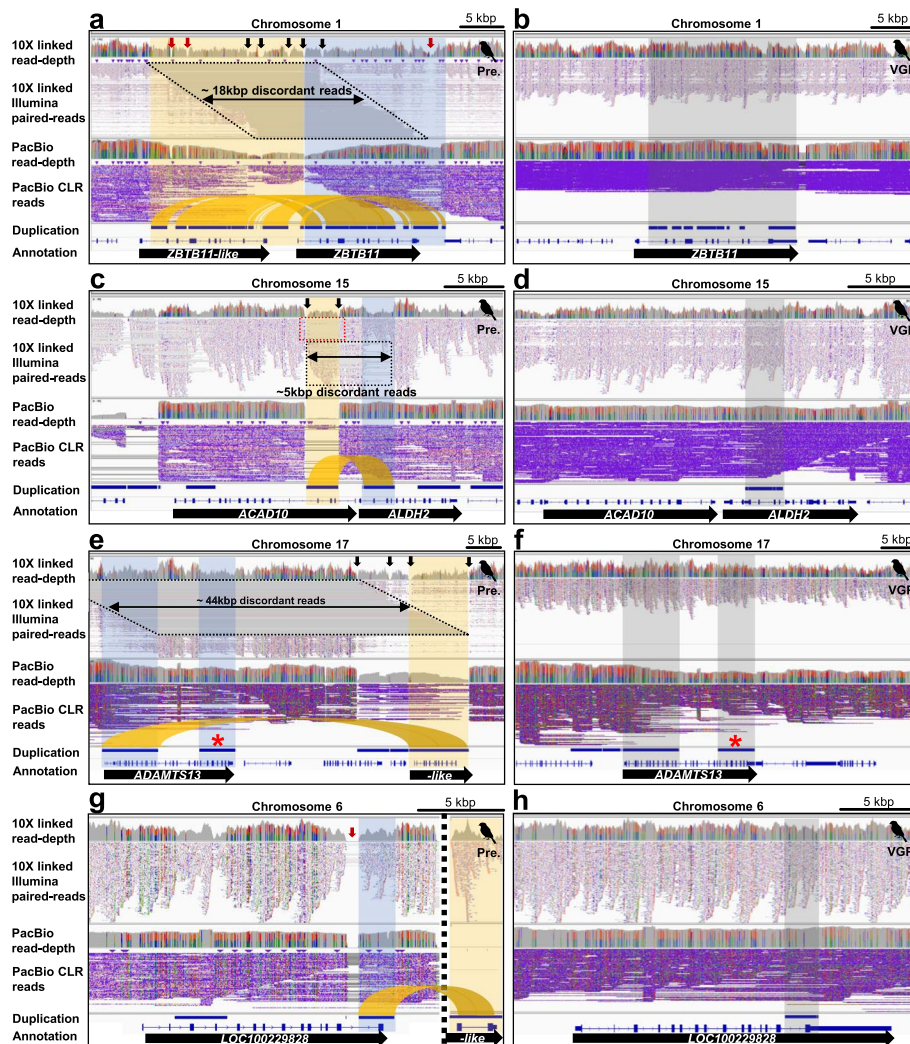 a
Chromosome 1
5 kbp
b
Chromosome 1
5 kbp
10X linked
read-depth
Pre.
VGP
10X linked
Illumina
paired-reads
~ 18kbp discordant reads
PacBio
read-depth
PacBio CLR
reads
Duplication
Annotation
ZBTB11-like
ZBTB11
ZBTB11
c
Chromosome 15
5 kbp
d
Chromosome 15
5 kbp
10X linked
read-depth
Pre.
VGP
10X linked
Illumina
paired-reads
~5kbp discordant reads
PacBio
read-depth
PacBio CLR
reads
Duplication
Annotation
ACAD10
ALDH2
ACAD10
ALDH2
e
Chromosome 17
5 kbp
f
Chromosome 17
5 kbp
10X linked
read-depth
Pre.
VGP
10X linked
Illumina
paired-reads
~ 44kbp discordant reads
PacBio
read-depth
PacBio CLR
reads
Duplication
*
*
Annotation
ADAMTS13
-like
ADAMTS13
g
Chromosome 6
5 kbp
h
Chromosome 6
5 kbp
10X linked
read-depth
Pre.
VGP
10X linked
Illumina
paired-reads
PacBio
read-depth
PacBio CLR
reads
Duplication
Annotation
LOC100229828
-like
LOC100229828